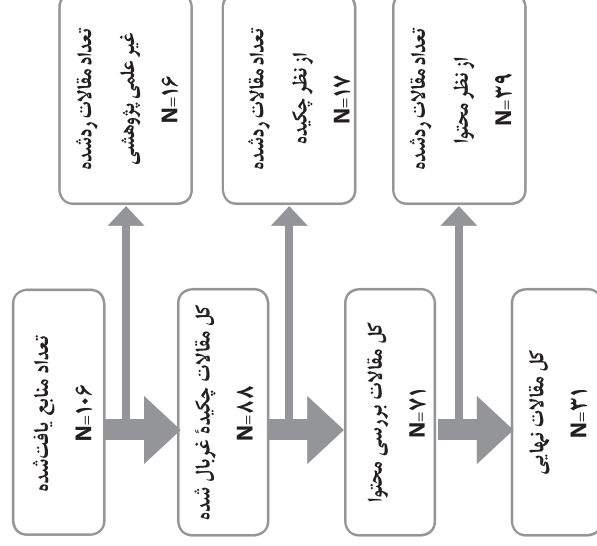 تعداد منابع یافت‌شده
N=۱۰۶
تعداد مقالات ردشده
غیر علمی پژوهشی
N=۱۶
کل مقالات چکیدهٔ غربال شده
N=۸۸
تعداد مقالات ردشده
از نظر چکیده
N=۱۷
کل مقالات بررسی محتوا
N=۷۱
تعداد مقالات ردشده
از نظر محتوا
N=۳۹
کل مقالات نهایی
N=۳۱